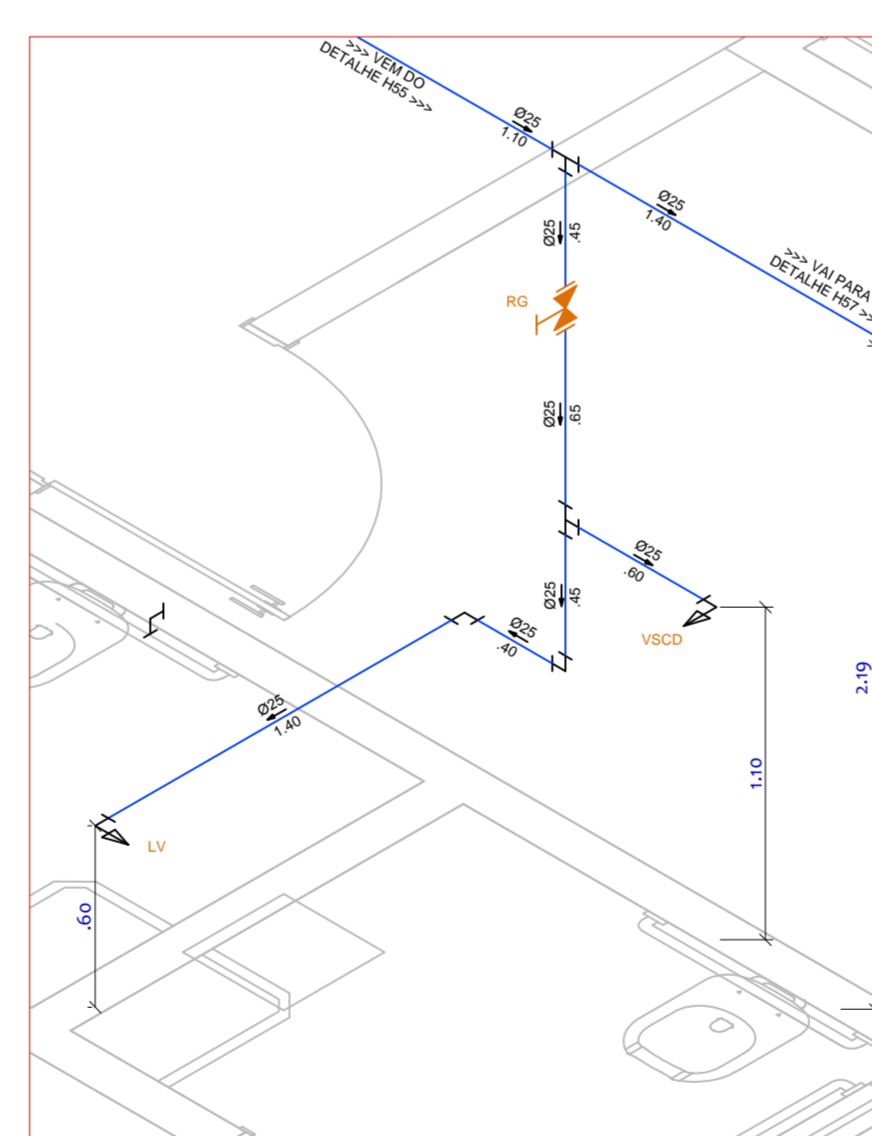 >>> VEM DO
DETALHE H55 >>>
Ø25
1.10
Ø25
1.40
Ø25
.45
>>> VAI PARA
DETALHE H57 >>
RG
Ø25
.65
Ø25
.60
Ø25
.45
Ø25
.40
VSCD
2.19
Ø25
1.40
1.10
LV
.60